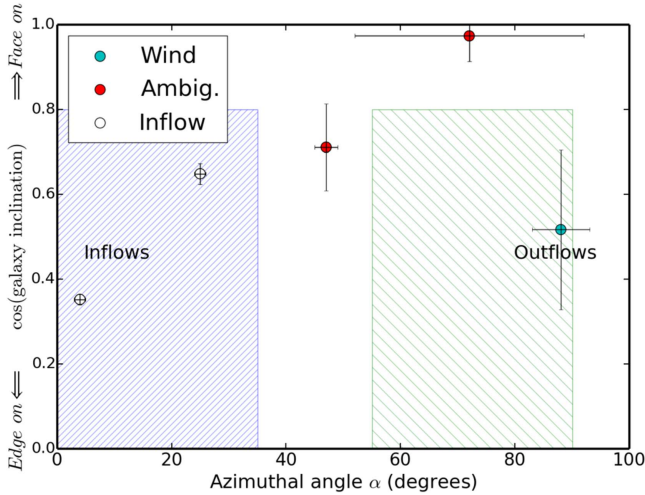 Wind
Ambig.
Inflow
Inflows
Outflows
1.0
0.8
0.6
0.4
0.2
0.0
0
20
40
60
80
100
Azimuthal angle α (degrees)
Edge on ⟸ cos(galaxy inclination) ⟹ Face on